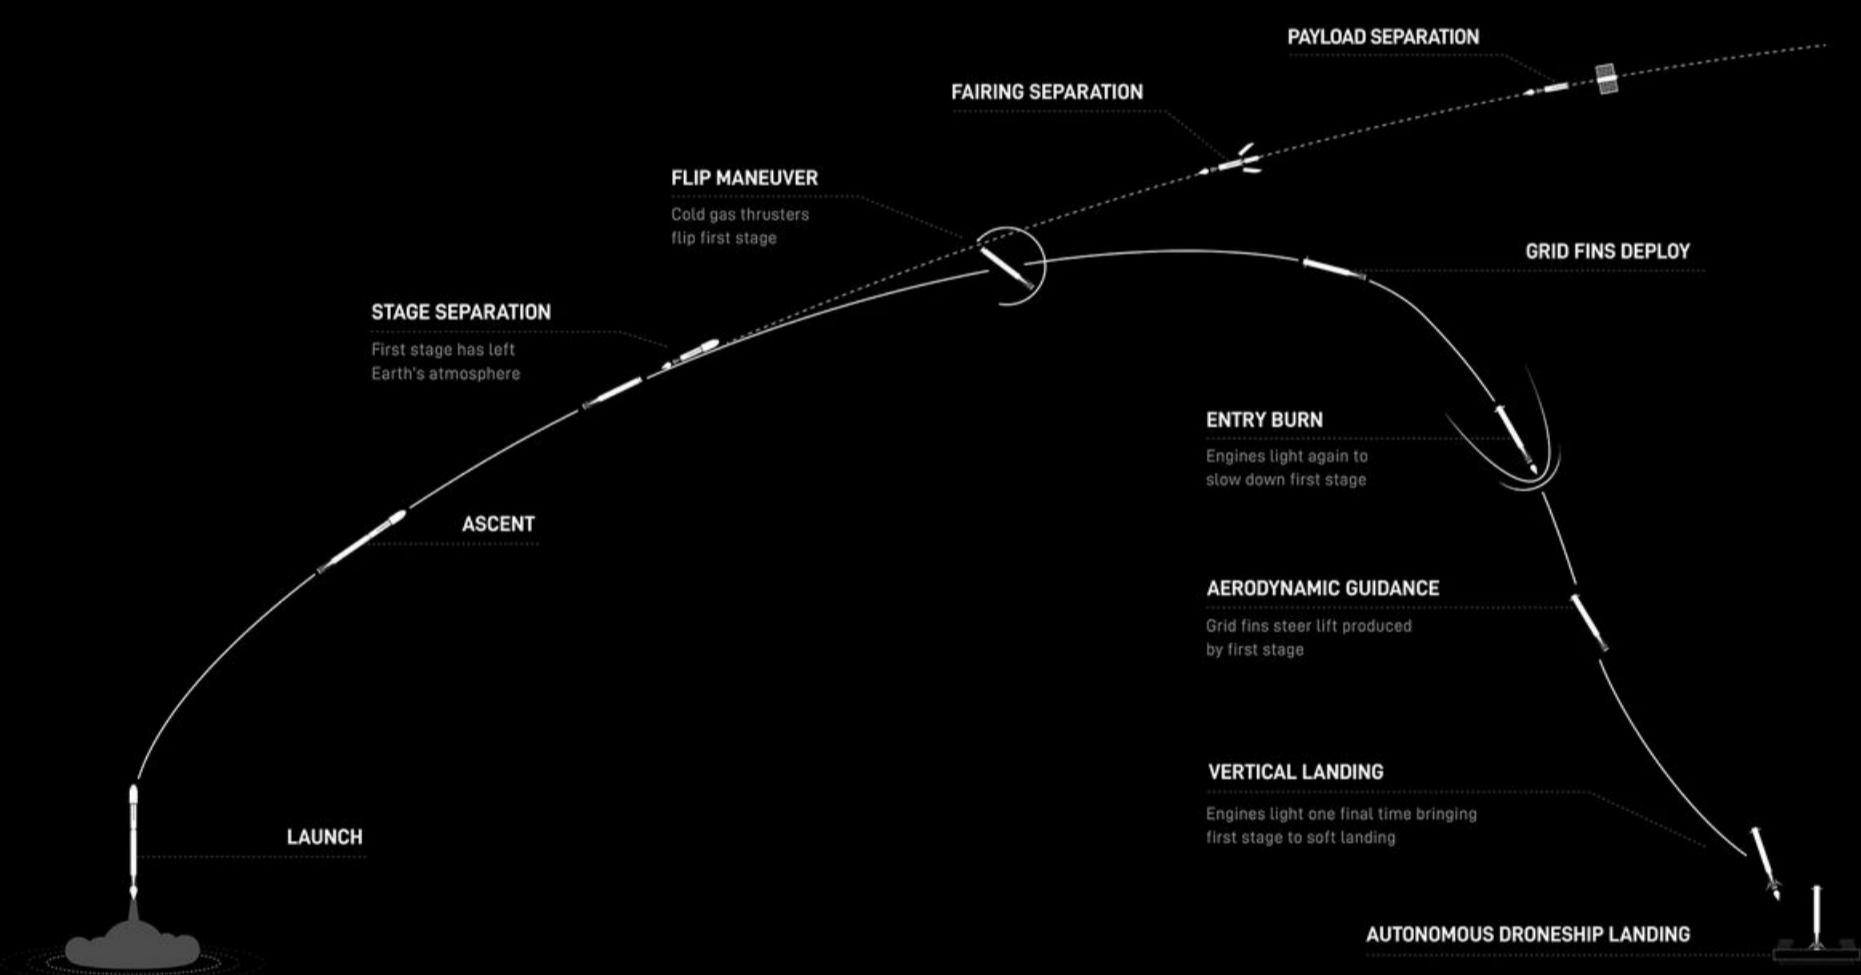 PAYLOAD SEPARATION
FAIRING SEPARATION
FLIP MANEUVER
Cold gas thrusters
flip first stage
GRID FINS DEPLOY
STAGE SEPARATION
First stage has left
Earth's atmosphere
ENTRY BURN
Engines light again to
slow down first stage
ASCENT
AERODYNAMIC GUIDANCE
Grid fins steer lift produced
by first stage
VERTICAL LANDING
Engines light one final time bringing
first stage to soft landing
LAUNCH
AUTONOMOUS DRONESHIP LANDING